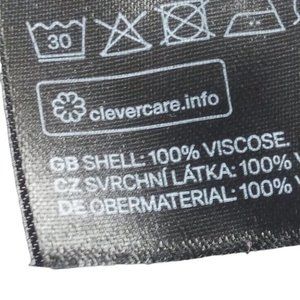 30
clevercare.info
GB SHELL: 100% VISCOSE.
CZ SVRCHNÍ LÁTKA: 100%
DE OBERMATERIAL: 100%